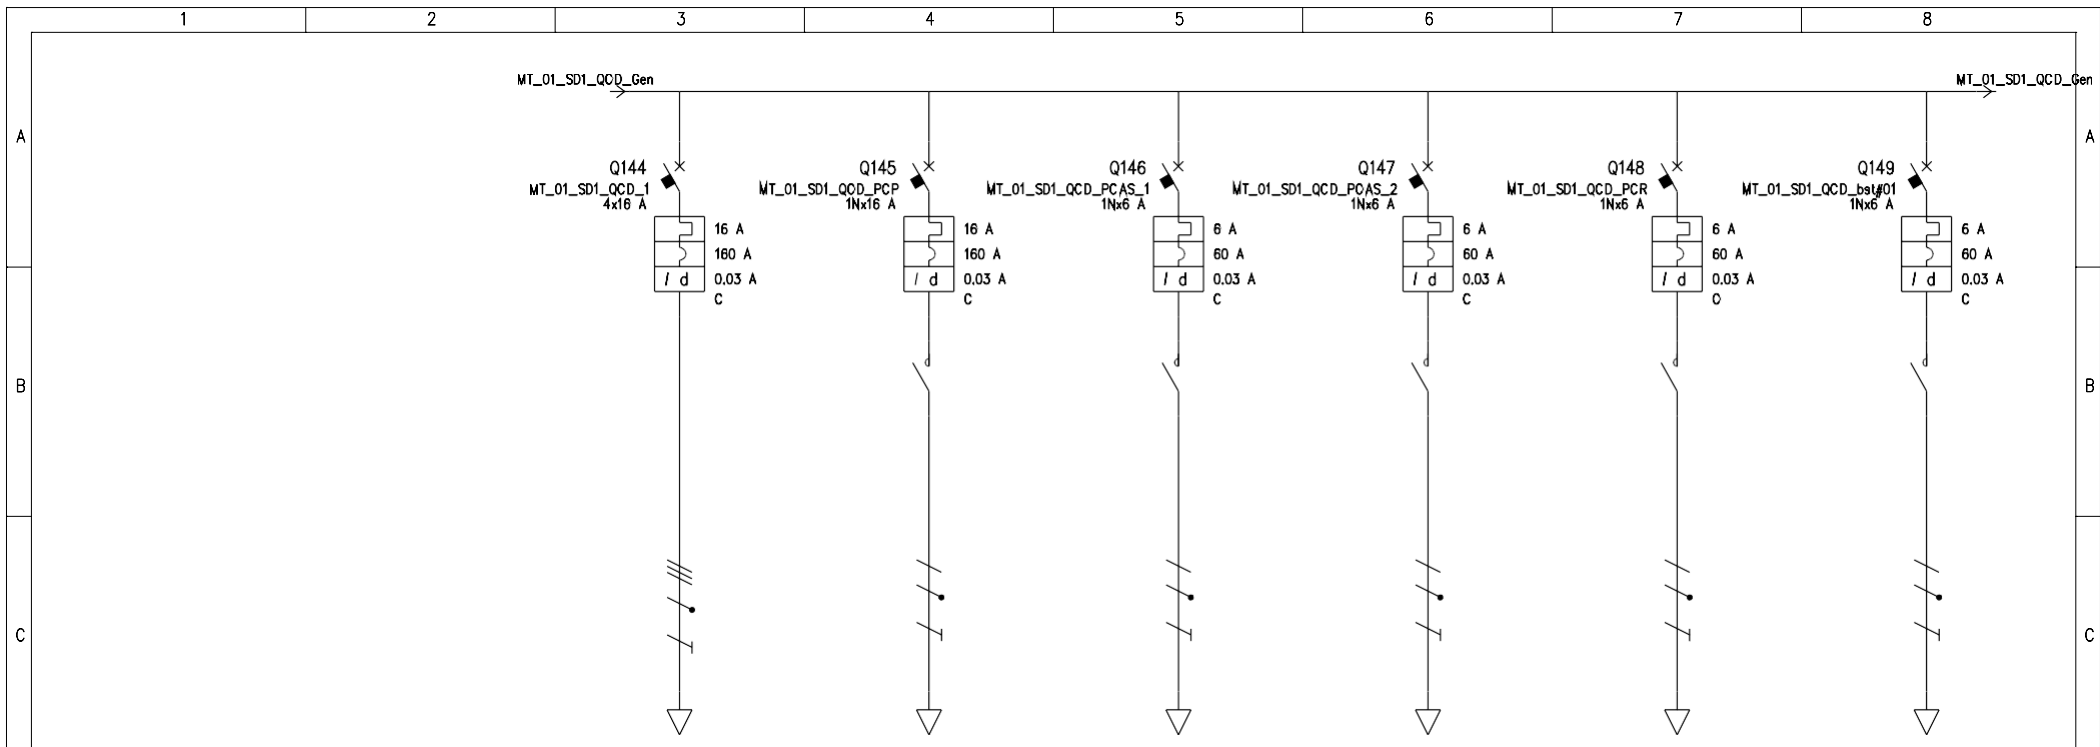 1 2 3 4 5 6 7 8
MT_01_SD1_QCD_Gen MT_01_SD1_QCD_Gen
A A
Q144 Q145 Q146 Q147 Q148 Q149
MT_01_SD1_QCD_1 MT_01_SD1_QCD_PCP MT_01_SD1_QCD_PCAS_1 MT_01_SD1_QCD_PCAS_2 MT_01_SD1_QCD_PCR MT_01_SD1_QCD_bst#01
4x16 A 1Nx16 A 1Nx6 A 1Nx6 A 1Nx6 A 1Nx6 A
16 A 16 A 6 A 6 A 6 A 6 A
160 A 160 A 60 A 60 A 60 A 60 A
I d 0.03 A I d 0.03 A I d 0.03 A I d 0.03 A I d 0.03 A I d 0.03 A
C C C C C C
B B
C C